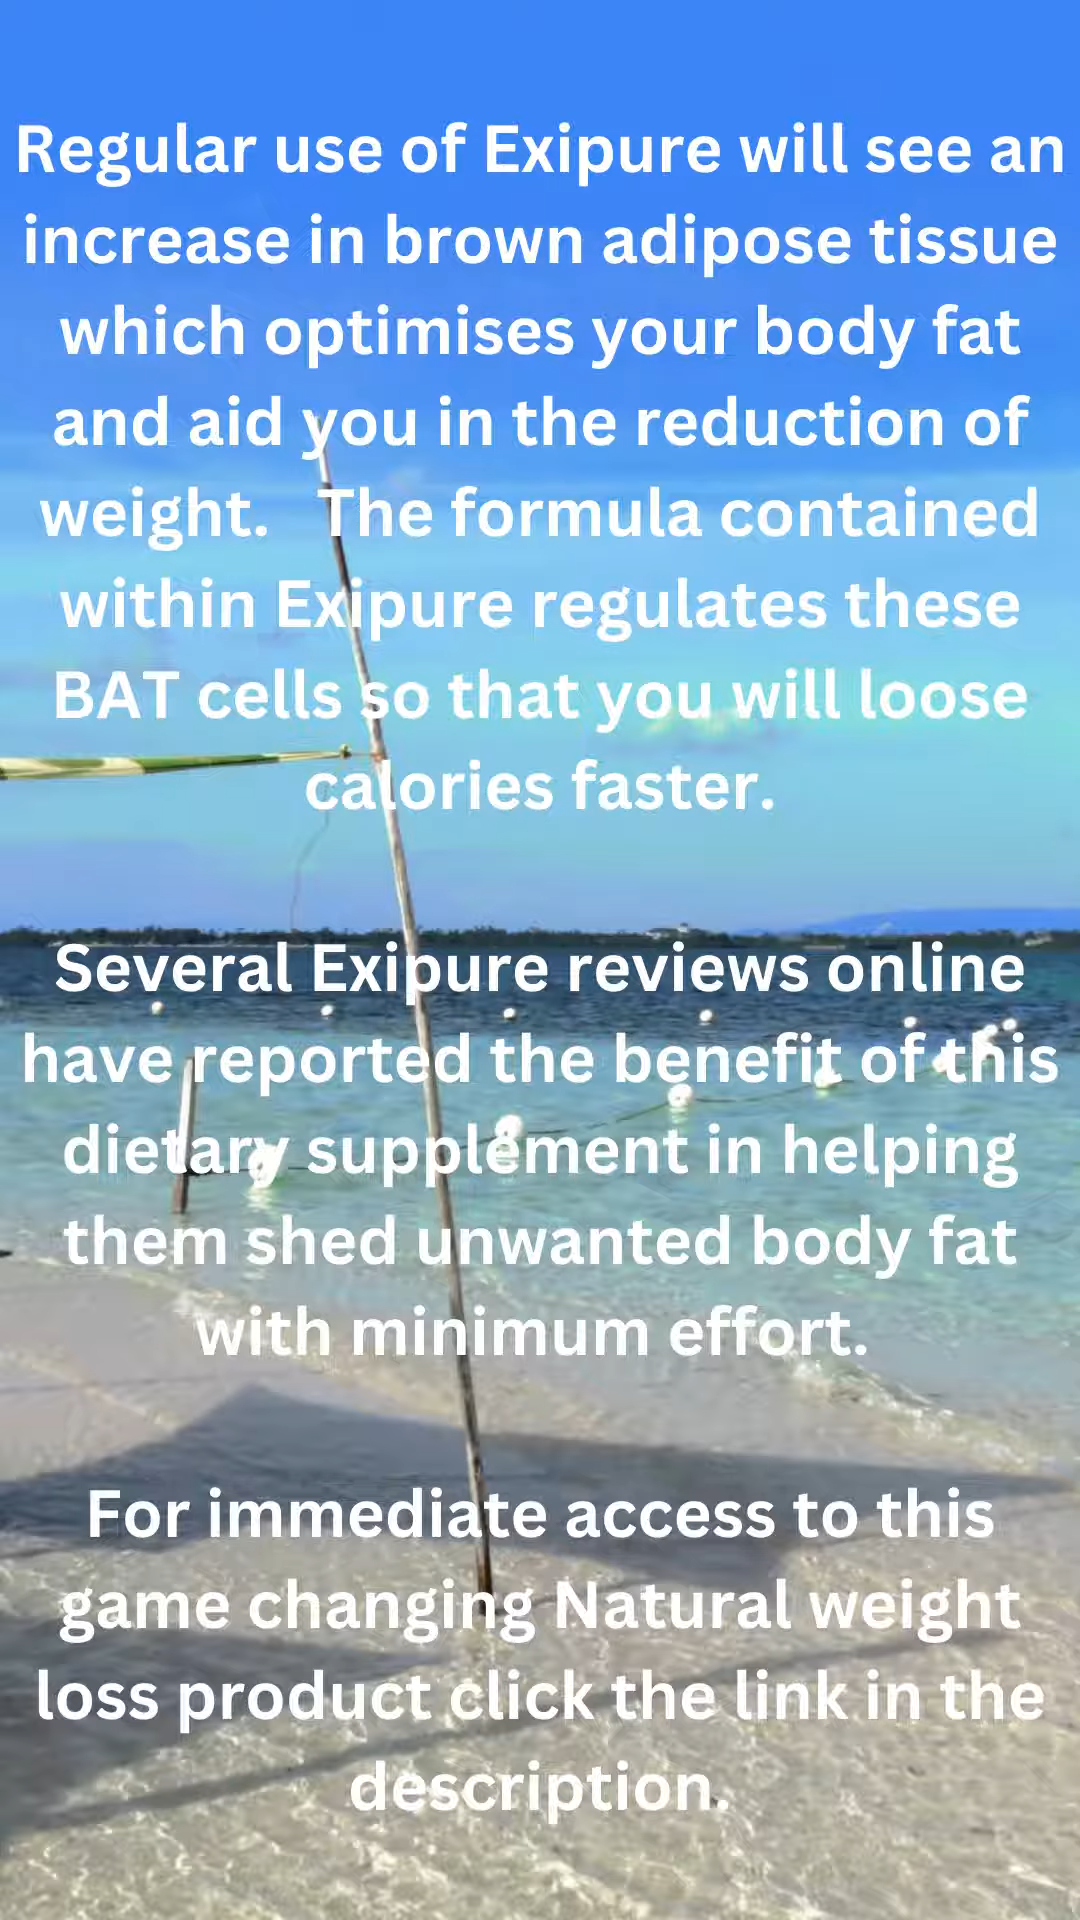 Regular use of Exipure will see an
increase in brown adipose tissue
which optimises your body fat
and aid you in the reduction of
weight.   The formula contained
within Exipure regulates these
BAT cells so that you will loose
calories faster.
Several Exipure reviews online
have reported the benefit of this
dietary supplement in helping
them shed unwanted body fat
with minimum effort.
For immediate access to this
game changing Natural weight
loss product click the link in the
description.